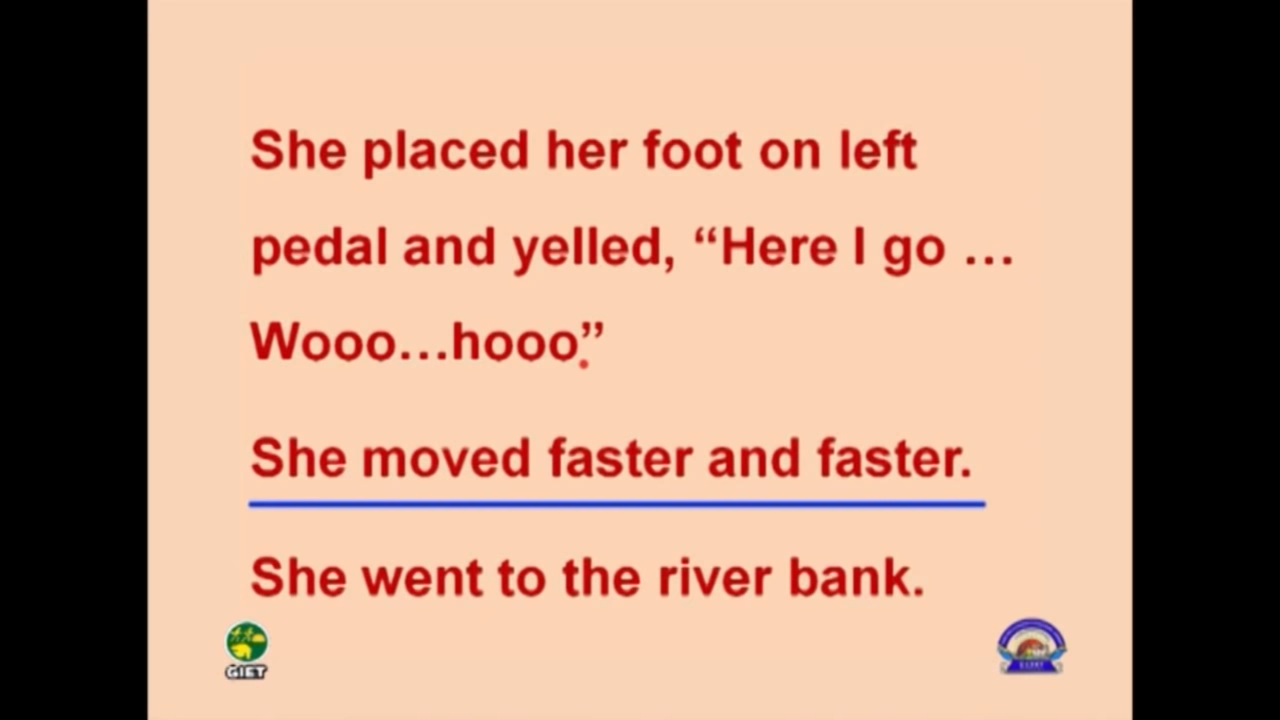 She placed her foot on left
pedal and yelled, “Here I go …
Wooo…hooo”
She moved faster and faster.
She went to the river bank.
GIET